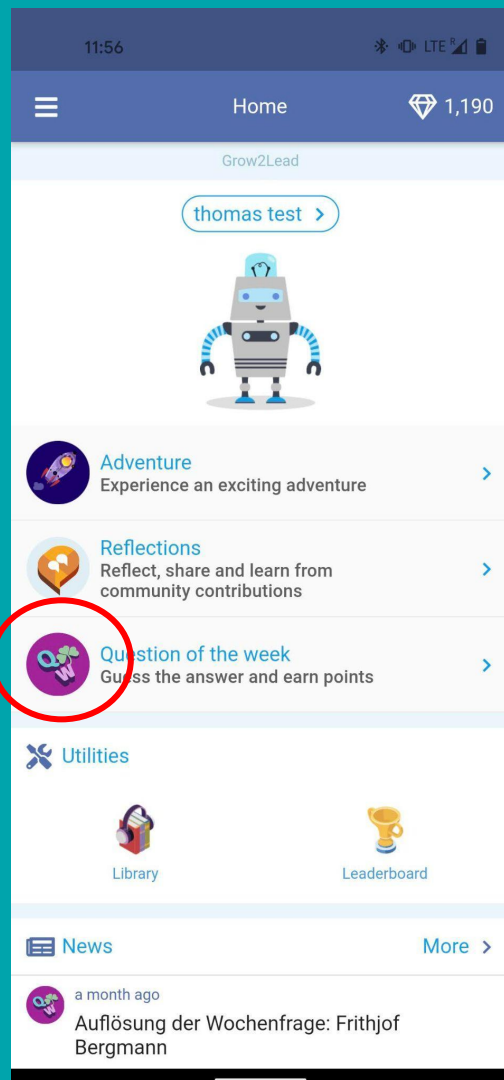 11:56
LTE R
Home
1,190
Grow2Lead
thomas test
Adventure
Experience an exciting adventure
Reflections
Reflect, share and learn from
community contributions
QW
Question of the week
Guess the answer and earn points
Utilities
Library
Leaderboard
News
More
QW
a month ago
Auflösung der Wochenfrage: Frithjof
Bergmann